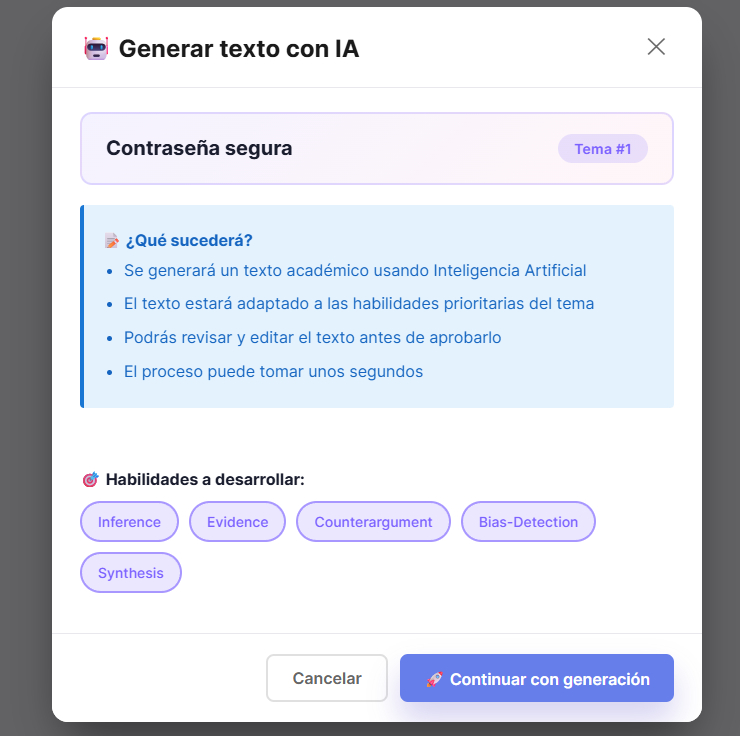 Generar texto con IA
Contraseña segura
Tema #1
¿Qué sucederá?
Se generará un texto académico usando Inteligencia Artificial
El texto estará adaptado a las habilidades prioritarias del tema
Podrás revisar y editar el texto antes de aprobarlo
El proceso puede tomar unos segundos
Habilidades a desarrollar:
Inference
Evidence
Counterargument
Bias-Detection
Synthesis
Cancelar
Continuar con generación